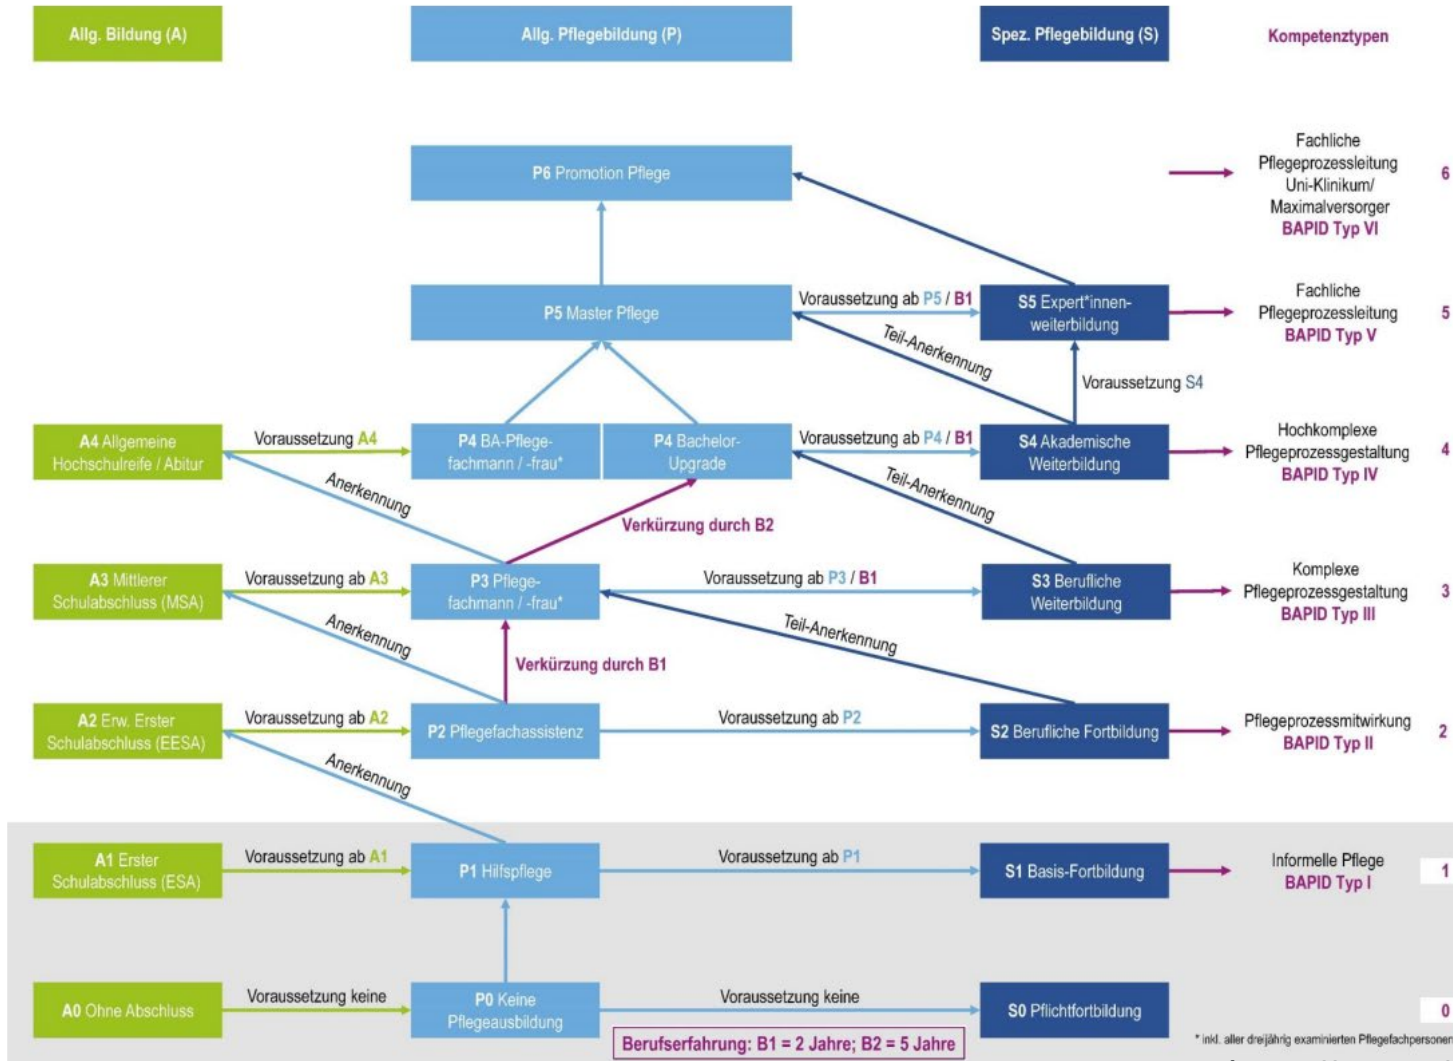 Allg. Bildung (A)
Allg. Pflegebildung (P)
Spez. Pflegebildung (S)
Kompetenztypen
P6 Promotion Pflege
Fachliche
Pflegeprozessleitung
Uni-Klinikum/
Maximalversorger
BAPID Typ VI
6
P5 Master Pflege
Voraussetzung ab P5 / B1
S5 Expert*innen-
weiterbildung
Fachliche
Pflegeprozessleitung
BAPID Typ V
5
Teil-Anerkennung
Voraussetzung S4
A4 Allgemeine
Hochschulreife / Abitur
Voraussetzung A4
P4 BA-Pflege-
fachmann / -frau*
P4 Bachelor-
Upgrade
Voraussetzung ab P4 / B1
S4 Akademische
Weiterbildung
Hochkomplexe
Pflegeprozessgestaltung
BAPID Typ IV
4
Anerkennung
Verkürzung durch B2
Teil-Anerkennung
A3 Mittlerer
Schulabschluss (MSA)
Voraussetzung ab A3
P3 Pflege-
fachmann / -frau*
Voraussetzung ab P3 / B1
S3 Berufliche
Weiterbildung
Komplexe
Pflegeprozessgestaltung
BAPID Typ III
3
Anerkennung
Verkürzung durch B1
Teil-Anerkennung
A2 Erw. Erster
Schulabschluss (EESA)
Voraussetzung ab A2
P2 Pflegefachassistenz
Voraussetzung ab P2
S2 Berufliche Fortbildung
Pflegeprozessmitwirkung
BAPID Typ II
2
Anerkennung
A1 Erster
Schulabschluss (ESA)
Voraussetzung ab A1
P1 Hilfspflege
Voraussetzung ab P1
S1 Basis-Fortbildung
Informelle Pflege
BAPID Typ I
1
A0 Ohne Abschluss
Voraussetzung keine
P0 Keine
Pflegeausbildung
Voraussetzung keine
S0 Pflichtfortbildung
0
Berufserfahrung: B1 = 2 Jahre; B2 = 5 Jahre
* inkl. aller dreijährig examinierten Pflegefachpersonen